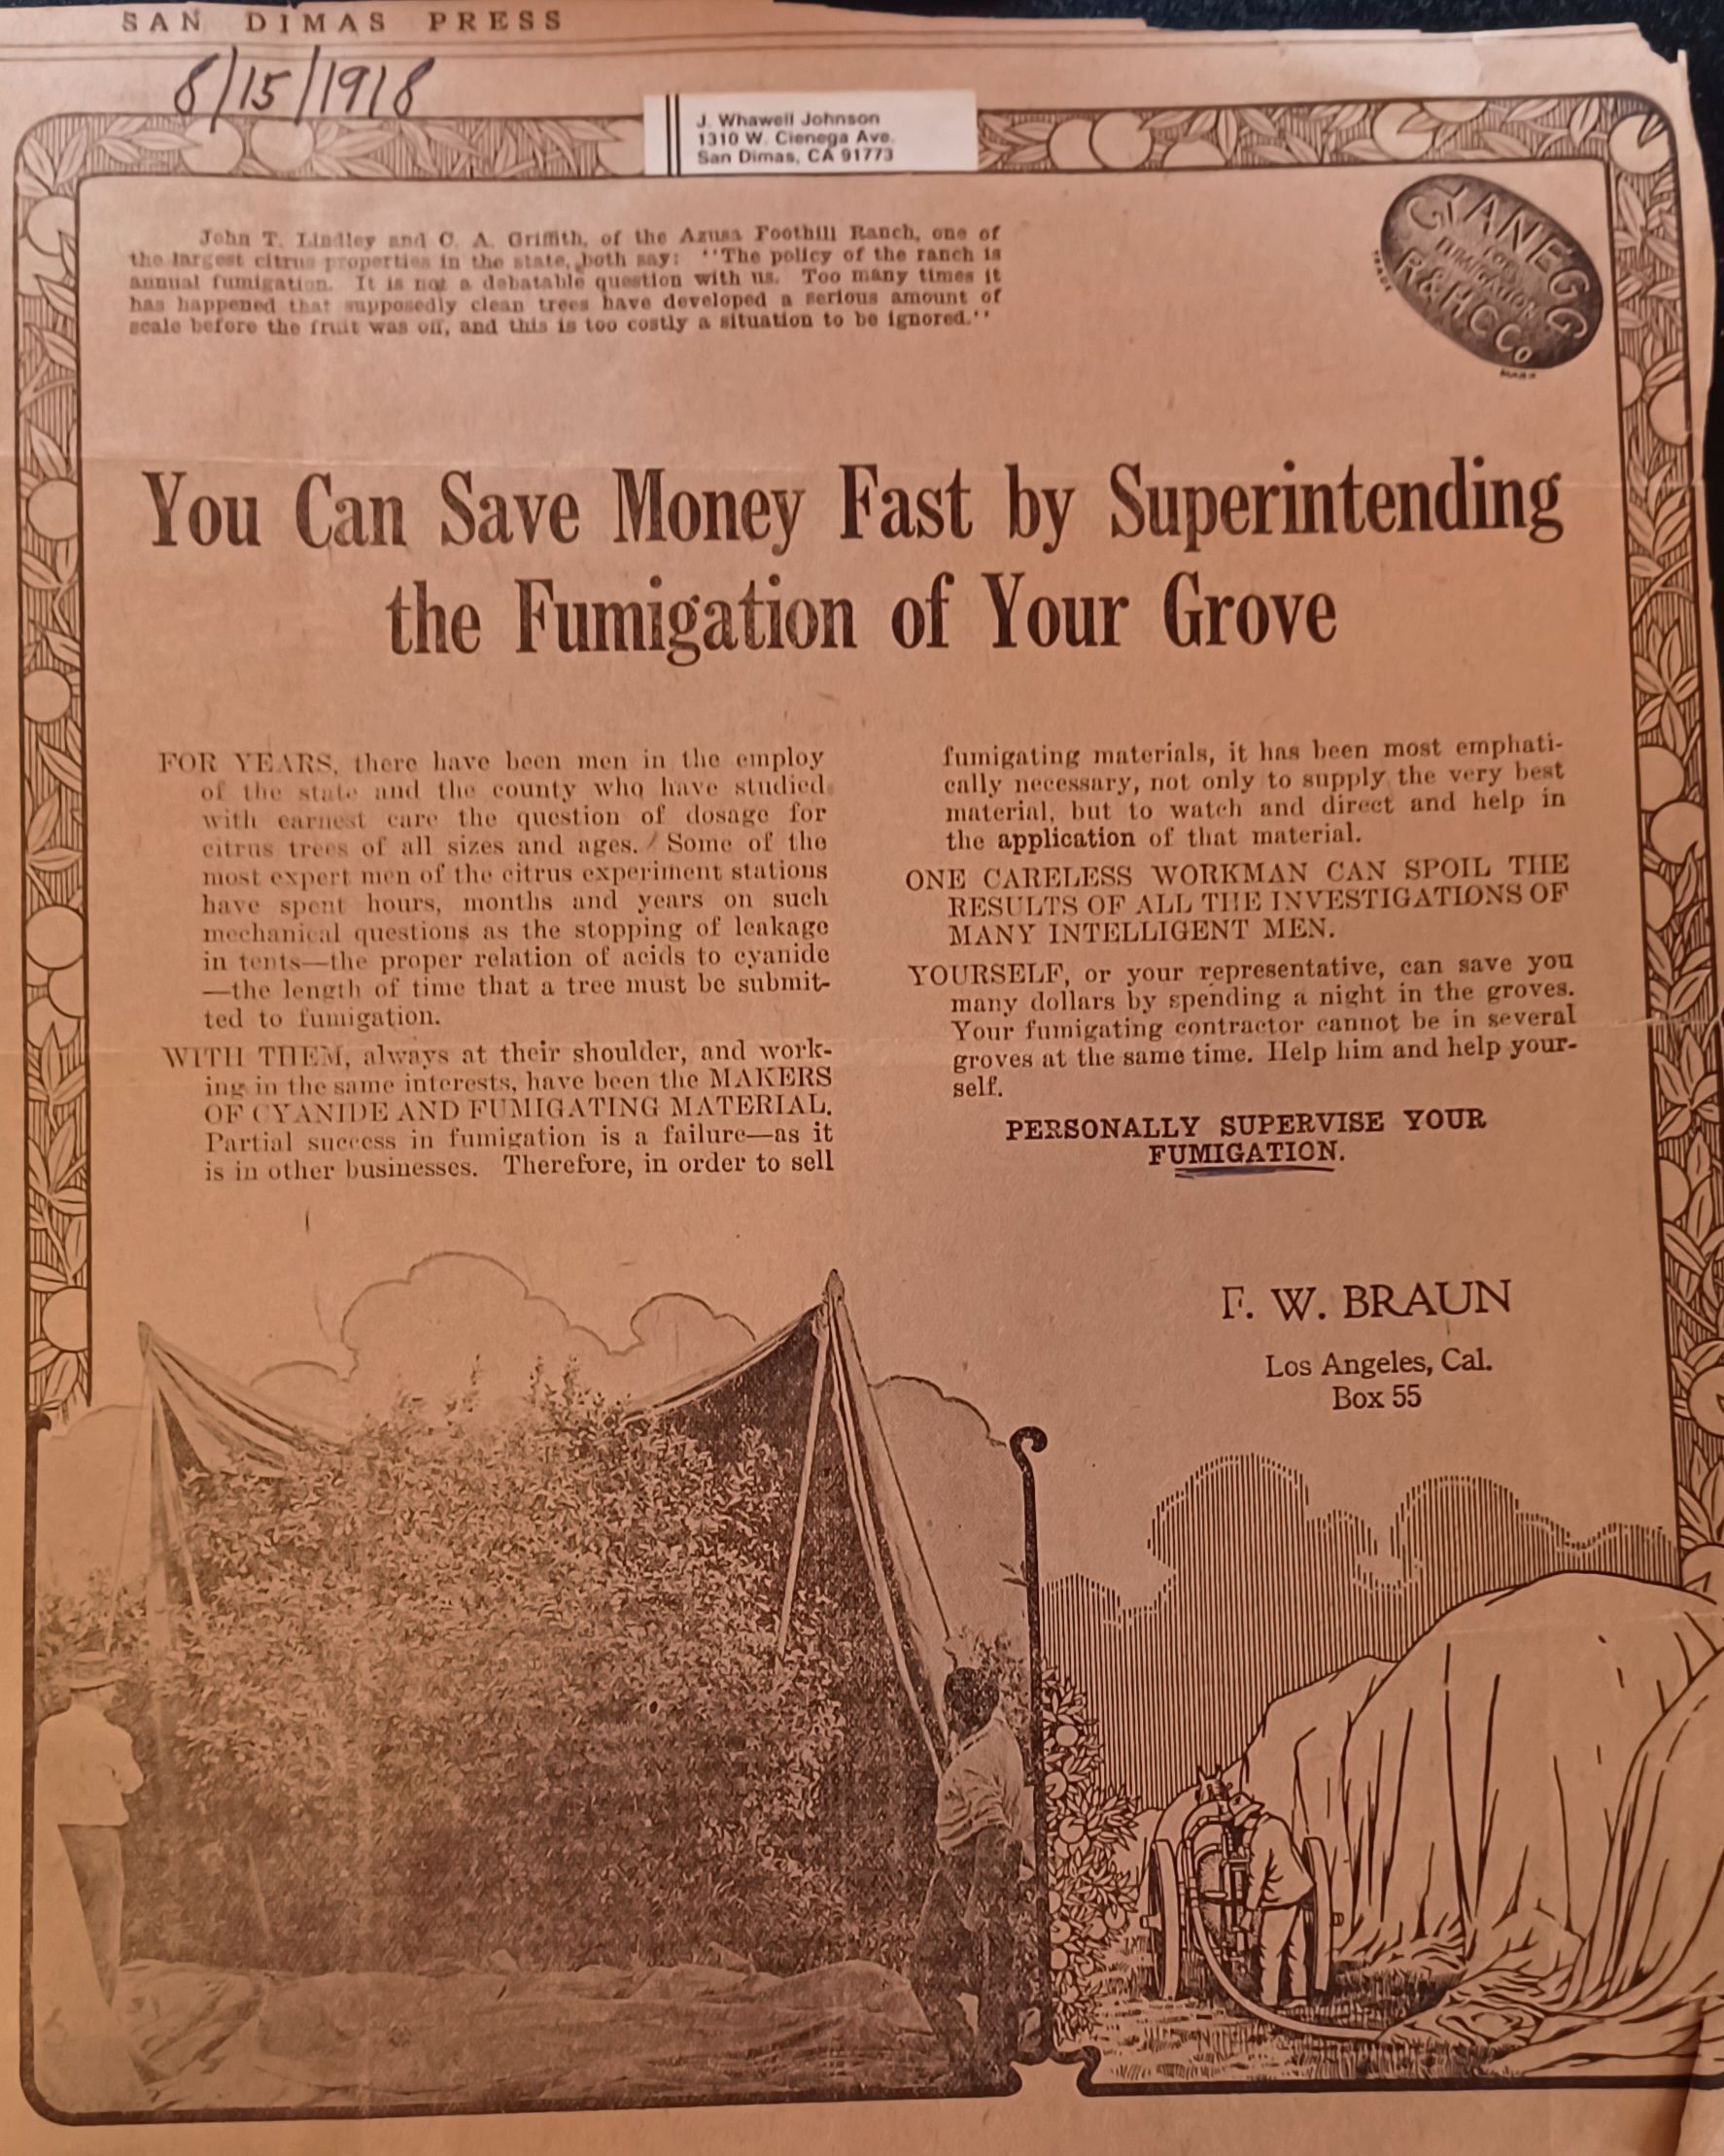 SAN DIMAS PRESS
8/15/1918
J. Whawell Johnson
1310 W. Cienega Ave.
San Dimas, CA 91773
John T. Lindley and C. A. Griffith, of the Azusa Foothill Ranch, one of
the largest citrus properties in the state, both say: "The policy of the ranch is
annual fumigation. It is not a debatable question with us. Too many times it
has happened that supposedly clean trees have developed a serious amount of
scale before the fruit was off, and this is too costly a situation to be ignored."
CYANEGG
FOR
FUMIGATION
R&HC Co
TRADE
MARK
You Can Save Money Fast by Superintending
the Fumigation of Your Grove
FOR YEARS, there have been men in the employ
of the state and the county who have studied
with earnest care the question of dosage for
citrus trees of all sizes and ages. Some of the
most expert men of the citrus experiment stations
have spent hours, months and years on such
mechanical questions as the stopping of leakage
in tents—the proper relation of acids to cyanide
—the length of time that a tree must be submit-
ted to fumigation.
WITH THEM, always at their shoulder, and work-
ing in the same interests, have been the MAKERS
OF CYANIDE AND FUMIGATING MATERIAL.
Partial success in fumigation is a failure—as it
is in other businesses. Therefore, in order to sell
fumigating materials, it has been most emphati-
cally necessary, not only to supply the very best
material, but to watch and direct and help in
the application of that material.
ONE CARELESS WORKMAN CAN SPOIL THE
RESULTS OF ALL THE INVESTIGATIONS OF
MANY INTELLIGENT MEN.
YOURSELF, or your representative, can save you
many dollars by spending a night in the groves.
Your fumigating contractor cannot be in several
groves at the same time. Help him and help your-
self.
PERSONALLY SUPERVISE YOUR
FUMIGATION.
F. W. BRAUN
Los Angeles, Cal.
Box 55